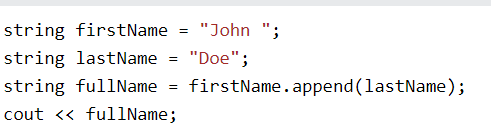 string firstName = "John ";
string lastName = "Doe";
string fullName = firstName.append(lastName);
cout << fullName;